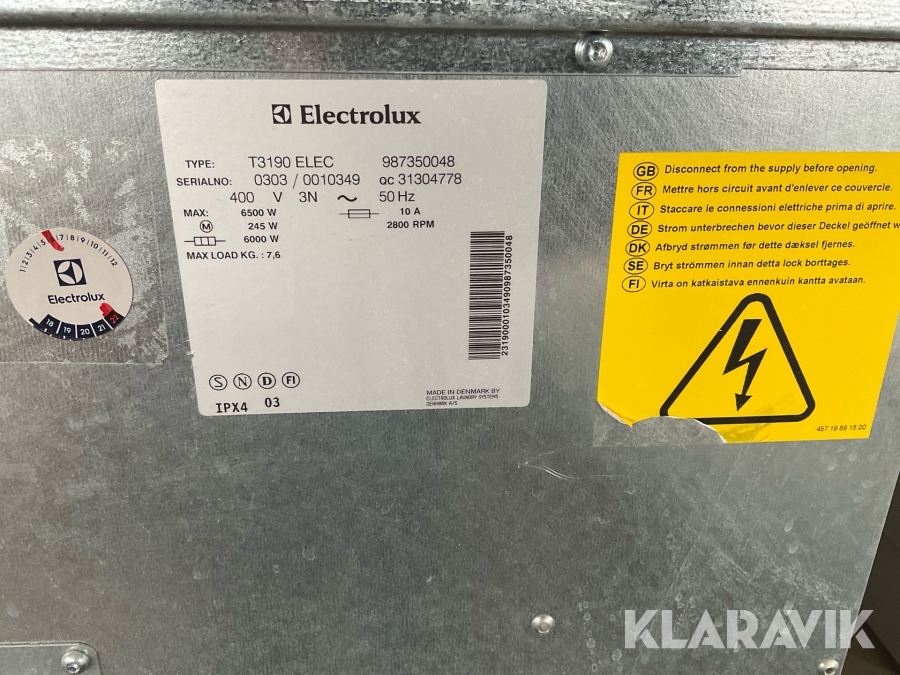 Electrolux
TYPE: T3190 ELEC 987350048
SERIALNO: 0303 / 0010349 QC 31304778
400 V 3N ~ 50 Hz
MAX: 6500 W 10 A
M 245 W 2800 RPM
6000 W
MAX LOAD KG. : 7,6
23190000103490987350048
S N D FI
IPX4 03
MADE IN DENMARK BY
ELECTROLUX LAUNDRY SYSTEMS
DENMARK A/S
1 2 3 4 5 6 7 8 9 10 11 12
Electrolux
18 19 20 21 22
GB Disconnect from the supply before opening.
FR Mettre hors circuit avant d'enlever ce couvercle.
IT Staccare le connessioni elettriche prima di aprire.
DE Strom unterbrechen bevor dieser Deckel geöffnet w
DK Afbryd strømmen før dette dæksel fjernes.
SE Bryt strömmen innan detta lock borttages.
FI Virta on katkaistava ennenkuin kantta avataan.
457 19 69 15 00
KLARAVIK